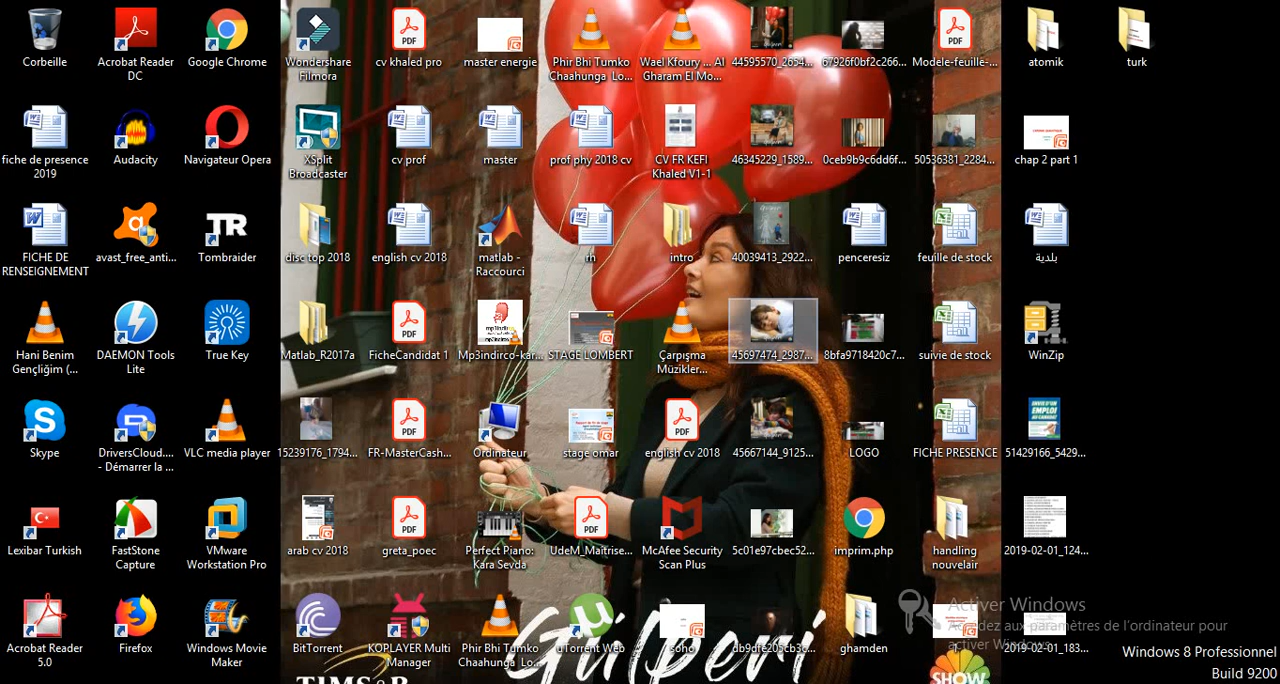 Corbeille
Acrobat Reader
DC
Google Chrome
Wondershare
Filmora
cv khaled pro
master energie
Phir Bhi Tumko
Chaahunga_Lo...
Wael Kfoury ... Al
Gharam El Mo...
44595570_2654...
67926f0bf2c266...
Modele-feuille-...
atomik
turk
fiche de presence
2019
Audacity
Navigateur Opera
XSplit
Broadcaster
cv prof
master
prof phy 2018 cv
CV FR KEFI
Khaled V1-1
46345229_1589...
0ceb9b9c6dd6f...
50536381_2284...
chap 2 part 1
FICHE DE
RENSEIGNEMENT
avast_free_anti...
Tombraider
disc top 2018
english cv 2018
matlab -
Raccourci
rh
intro
40039413_2922...
penceresiz
feuille de stock
بلدية
Hani Benim
Gençliğim (...
DAEMON Tools
Lite
True Key
Matlab_R2017a
FicheCandidat 1
Mp3indirco-kar...
STAGE LOMBERT
Çarpışma
Müzikler...
45697474_2987...
8bfa9718420c7...
suivie de stock
WinZip
Skype
DriversCloud....
- Démarrer la ...
VLC media player
15239176_1794...
FR-MasterCash...
Ordinateur
stage omar
english cv 2018
45667144_9125...
LOGO
FICHE PRESENCE
51429166_5429...
Lexibar Turkish
FastStone
Capture
VMware
Workstation Pro
arab cv 2018
greta_poec
Perfect Piano:
Kara Sevda
UdeM_Maitrise...
McAfee Security
Scan Plus
5c01e97cbec52...
imprim.php
handling
nouvelair
2019-02-01_124...
Acrobat Reader
5.0
Firefox
Windows Movie
Maker
BitTorrent
KOPLAYER Multi
Manager
Phir Bhi Tumko
Chaahunga_Lo...
uTorrent Web
soho
db9dfe205cb3c...
ghamden
2019-02-01_183...
Gülperi
SHOW
Activer Windows
Accédez aux paramètres de l'ordinateur pour
activer Windows.
Windows 8 Professionnel
Build 9200